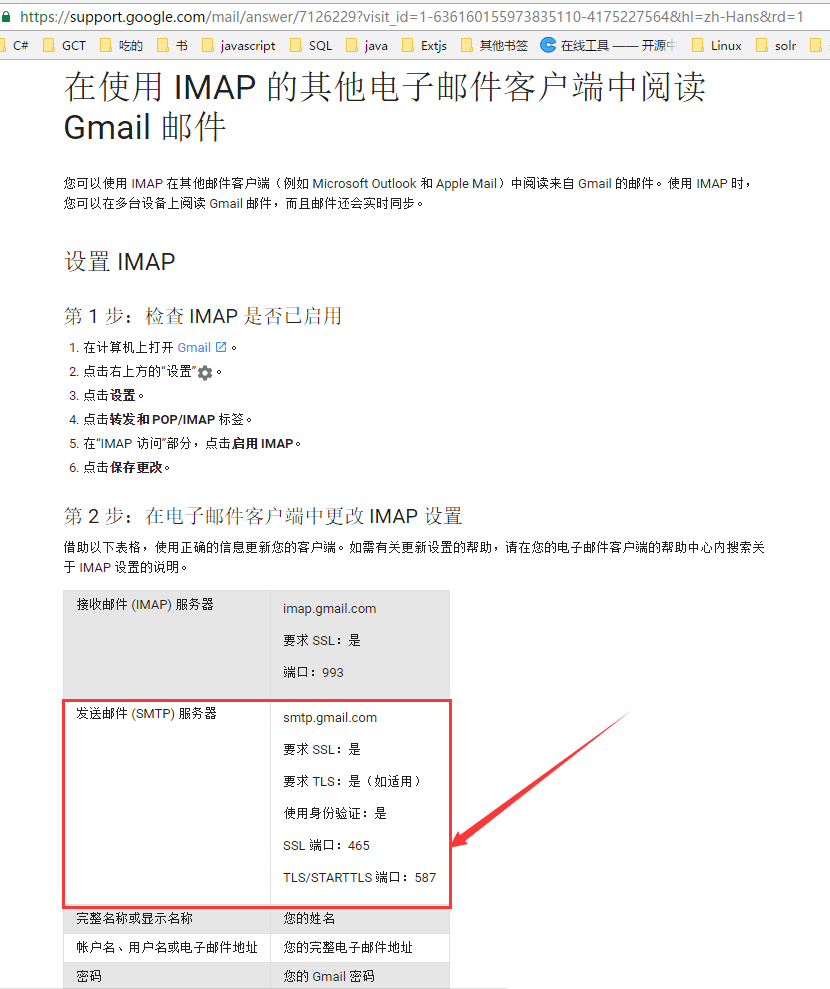 https://support.google.com/mail/answer/7126229?visit_id=1-636160155973835110-4175227564&hl=zh-Hans&rd=1
C# GCT 吃的 书 javascript SQL java Extjs 其他书签 在线工具 —— 开源中 Linux solr
在使用 IMAP 的其他电子邮件客户端中阅读
Gmail 邮件
您可以使用 IMAP 在其他邮件客户端（例如 Microsoft Outlook 和 Apple Mail）中阅读来自 Gmail 的邮件。使用 IMAP 时，
您可以在多台设备上阅读 Gmail 邮件，而且邮件还会实时同步。
设置 IMAP
第 1 步：检查 IMAP 是否已启用
1. 在计算机上打开 Gmail 。
2. 点击右上方的“设置” 。
3. 点击设置。
4. 点击转发和 POP/IMAP 标签。
5. 在“IMAP 访问”部分，点击启用 IMAP。
6. 点击保存更改。
第 2 步：在电子邮件客户端中更改 IMAP 设置
借助以下表格，使用正确的信息更新您的客户端。如需有关更新设置的帮助，请在您的电子邮件客户端的帮助中心内搜索关
于 IMAP 设置的说明。
接收邮件 (IMAP) 服务器
imap.gmail.com
要求 SSL：是
端口：993
发送邮件 (SMTP) 服务器
smtp.gmail.com
要求 SSL：是
要求 TLS：是（如适用）
使用身份验证：是
SSL 端口：465
TLS/STARTTLS 端口：587
完整名称或显示名称 您的姓名
帐户名、用户名或电子邮件地址 您的完整电子邮件地址
密码 您的 Gmail 密码